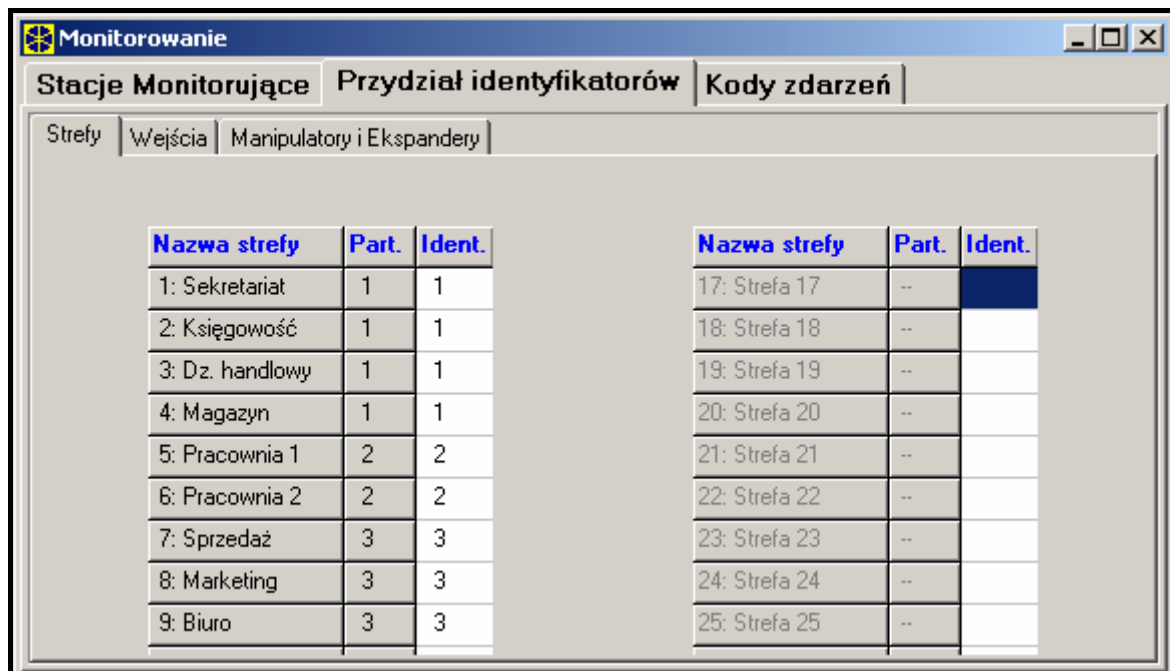 Monitorowanie
Stacje Monitorujące Przydział identyfikatorów Kody zdarzeń
Strefy Wejścia Manipulatory i Ekspandery
Nazwa strefy Part. Ident. Nazwa strefy Part. Ident.
1: Sekretariat 1 1 17: Strefa 17 --
2: Księgowość 1 1 18: Strefa 18 --
3: Dz. handlowy 1 1 19: Strefa 19 --
4: Magazyn 1 1 20: Strefa 20 --
5: Pracownia 1 2 2 21: Strefa 21 --
6: Pracownia 2 2 2 22: Strefa 22 --
7: Sprzedaż 3 3 23: Strefa 23 --
8: Marketing 3 3 24: Strefa 24 --
9: Biuro 3 3 25: Strefa 25 --